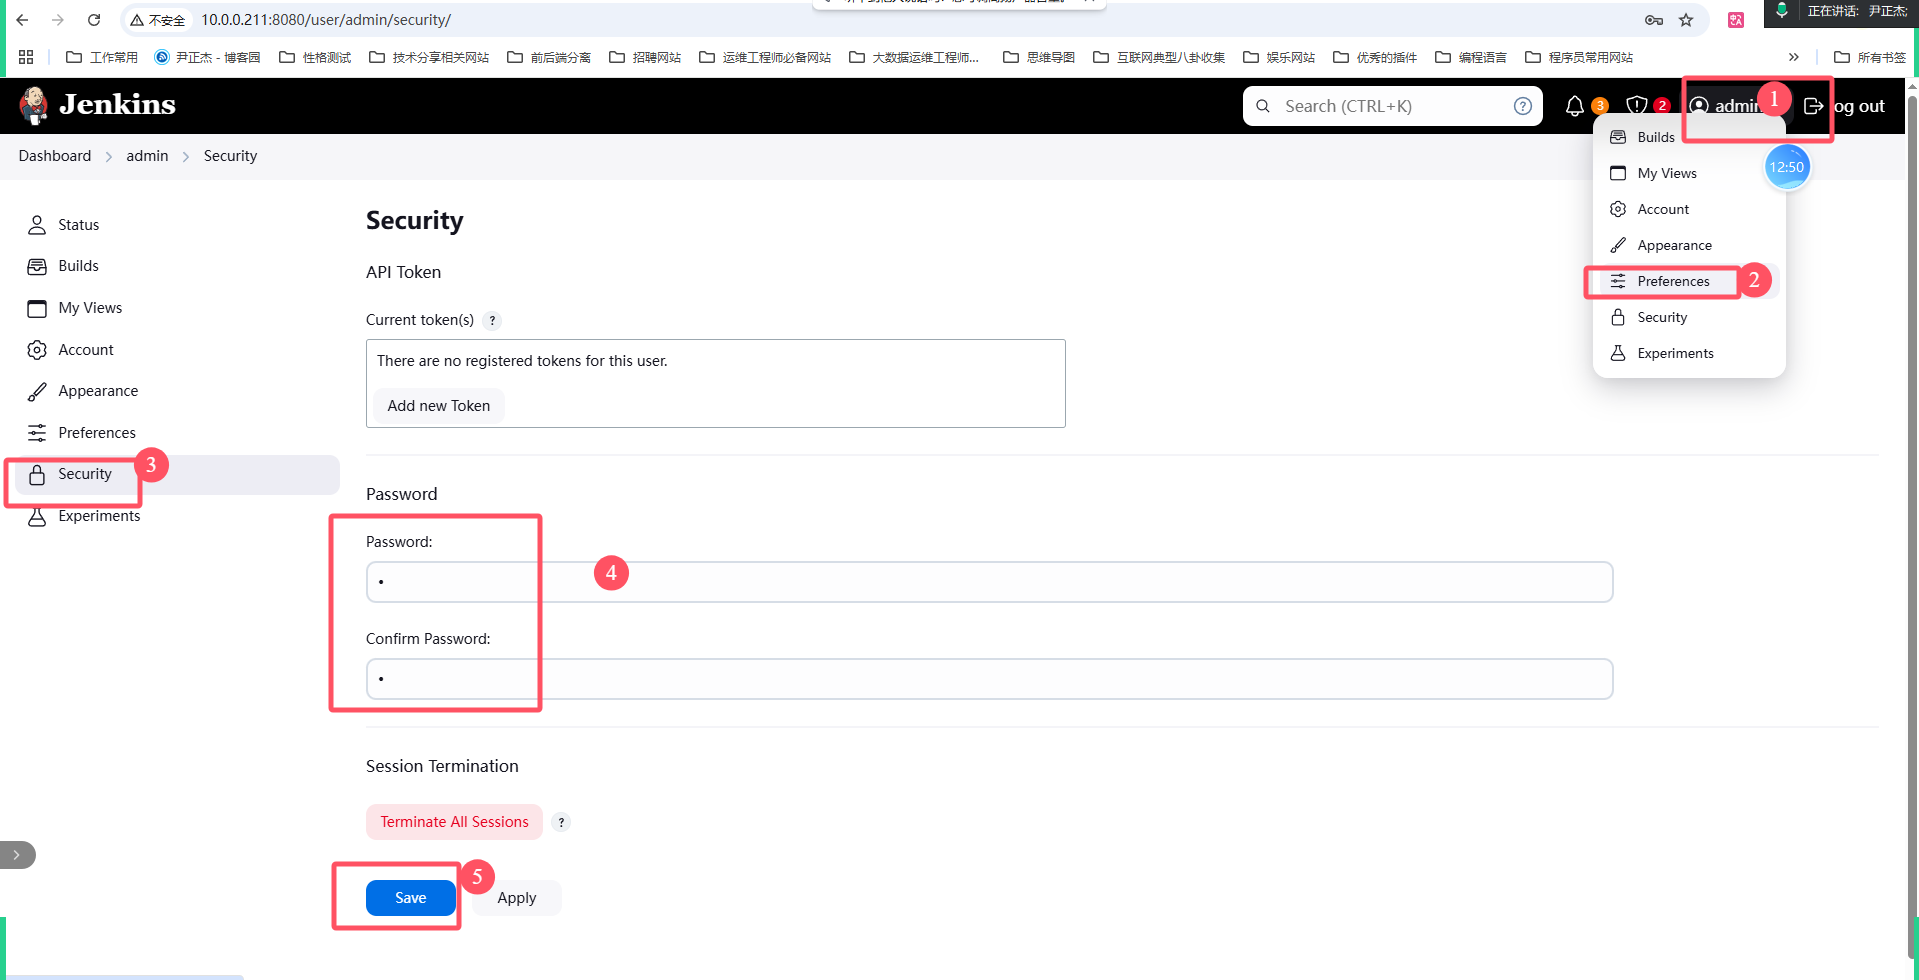 正在讲话: 尹正杰;
不安全 10.0.0.211:8080/user/admin/security/
工作常用 尹正杰 - 博客园 性格测试 技术分享相关网站 前后端分离 招聘网站 运维工程师必备网站 大数据运维工程师... 思维导图 互联网典型八卦收集 娱乐网站 优秀的插件 编程语言 程序员常用网站 » 所有书签
Jenkins
Search (CTRL+K) ?
3 2 admin 1 og out
Dashboard > admin > Security
Builds
My Views
12:50
Account
Appearance
Preferences 2
Security
Experiments
Status
Builds
My Views
Account
Appearance
Preferences
Security 3
Experiments
Security
API Token
Current token(s) ?
There are no registered tokens for this user.
Add new Token
Password
Password:
•
4
Confirm Password:
•
Session Termination
Terminate All Sessions ?
5
Save Apply